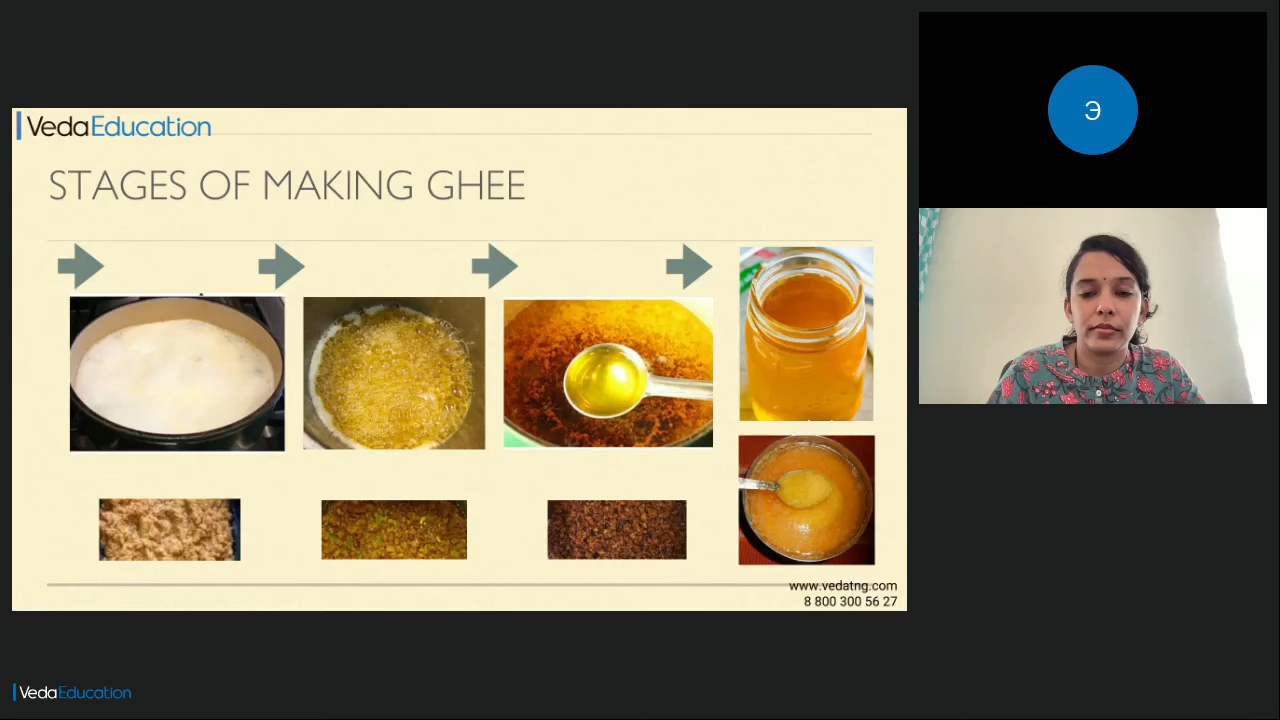 VedaEducation
STAGES OF MAKING GHEE
www.vedatng.com
8 800 300 56 27
Э
VedaEducation